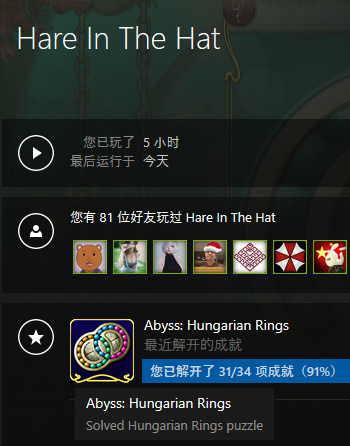 Hare In The Hat
您已玩了 5 小时
最后运行于 今天
您有 81 位好友玩过 Hare In The Hat
Abyss: Hungarian Rings
最近解开的成就
您已解开了 31/34 项成就（91%）
Abyss: Hungarian Rings
Solved Hungarian Rings puzzle